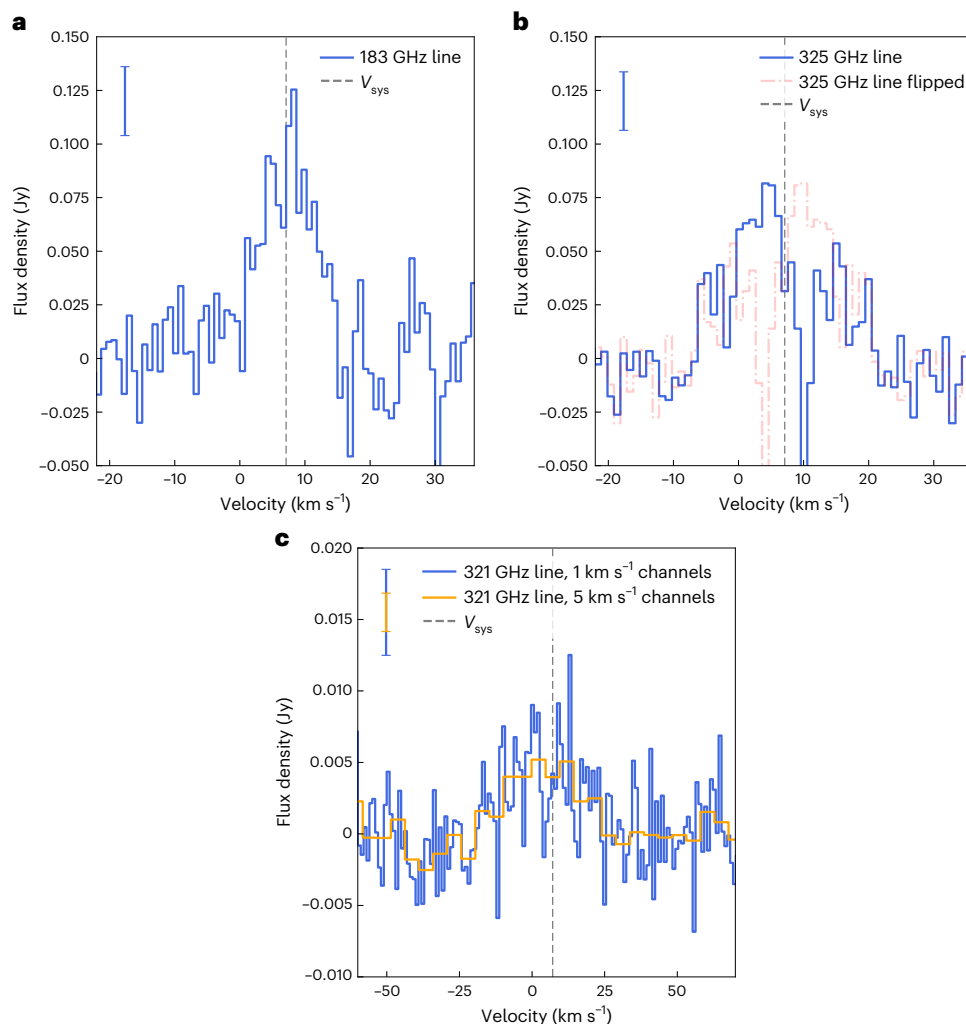 a
0.150
0.125
0.100
0.075
0.050
0.025
0
−0.025
−0.050
Flux density (Jy)
183 GHz line
V_sys
−20
−10
0
10
20
30
Velocity (km s⁻¹)
b
0.150
0.125
0.100
0.075
0.050
0.025
0
−0.025
−0.050
Flux density (Jy)
325 GHz line
325 GHz line flipped
V_sys
−20
−10
0
10
20
30
Velocity (km s⁻¹)
c
0.020
0.015
0.010
0.005
0
−0.005
−0.010
Flux density (Jy)
321 GHz line, 1 km s⁻¹ channels
321 GHz line, 5 km s⁻¹ channels
V_sys
−50
−25
0
25
50
Velocity (km s⁻¹)